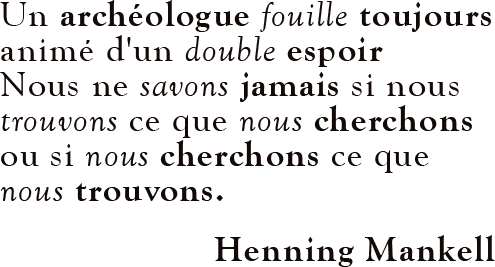 Un archéologue fouille toujours
animé d'un double espoir
Nous ne savons jamais si nous
trouvons ce que nous cherchons
ou si nous cherchons ce que
nous trouvons.
Henning Mankell